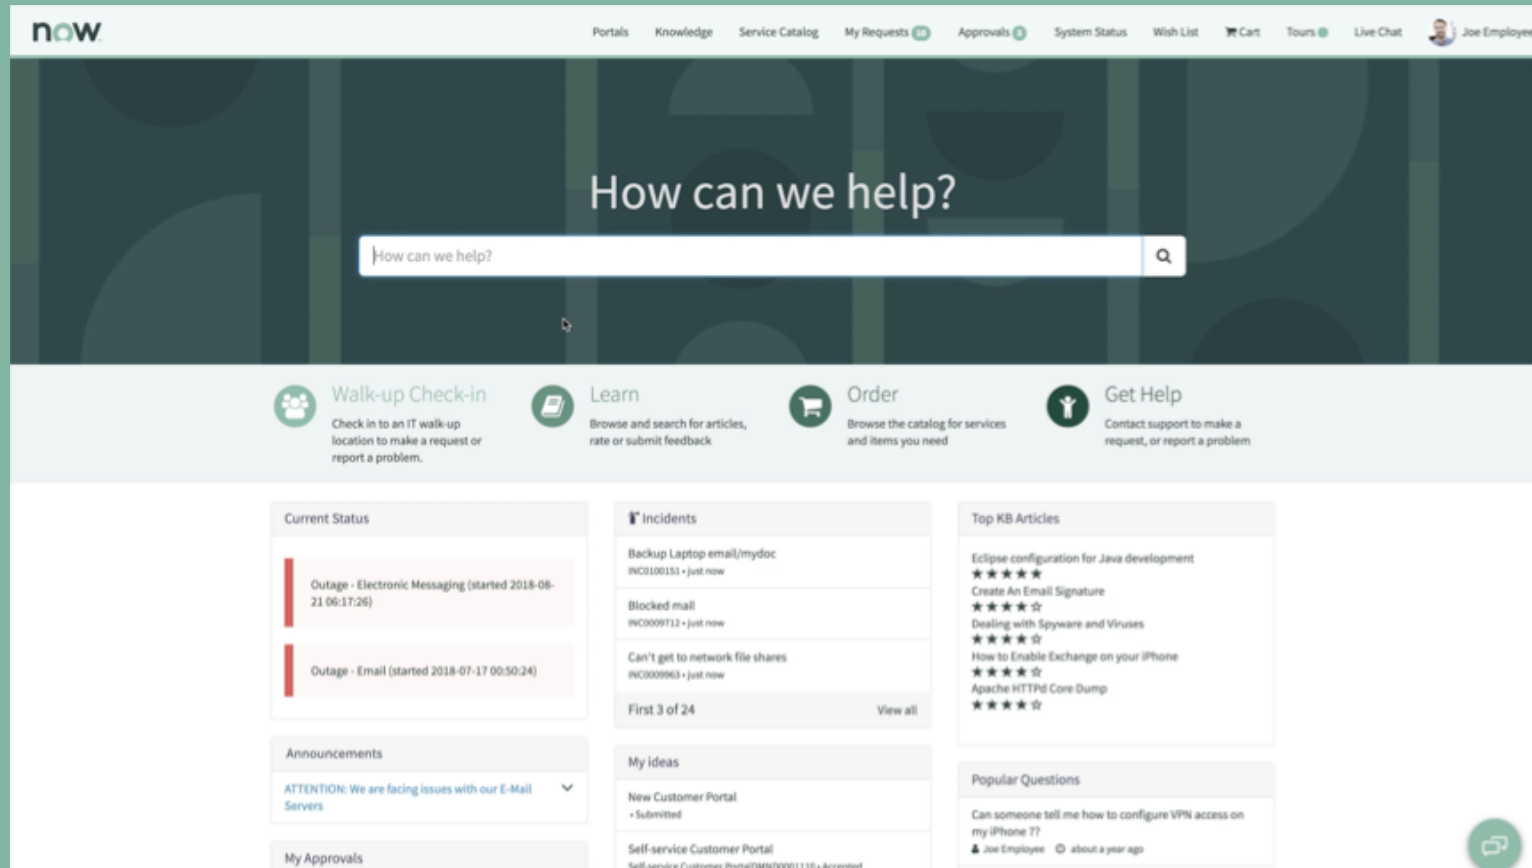 now
Portals
Knowledge
Service Catalog
My Requests 10
Approvals
System Status
Wish List
Cart
Tours
Live Chat
Joe Employee
How can we help?
How can we help?
Walk-up Check-in
Check in to an IT walk-up
location to make a request or
report a problem.
Learn
Browse and search for articles,
rate or submit feedback
Order
Browse the catalog for services
and items you need
Get Help
Contact support to make a
request, or report a problem
Current Status
Outage - Electronic Messaging (started 2018-08-
21 06:17:26)
Outage - Email (started 2018-07-17 00:50:24)
Announcements
ATTENTION: We are facing issues with our E-Mail
Servers
My Approvals
Incidents
Backup Laptop email/mydoc
INC0100151 • just now
Blocked mail
INC0009712 • just now
Can't get to network file shares
INC0009963 • just now
First 3 of 24
View all
My ideas
New Customer Portal
• Submitted
Self-service Customer Portal
Self-service Customer Portal DMND0001110 • Accepted
Top KB Articles
Eclipse configuration for Java development
★★★★★
Create An Email Signature
★★★★☆
Dealing with Spyware and Viruses
★★★★☆
How to Enable Exchange on your iPhone
★★★★☆
Apache HTTPd Core Dump
★★★★☆
Popular Questions
Can someone tell me how to configure VPN access on
my iPhone 7?
Joe Employee about a year ago